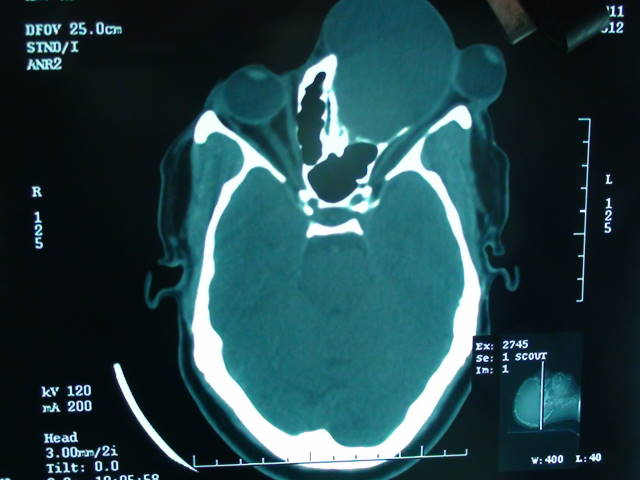 DFOV 25.0cm
STND/I
ANR2
R
1
2
5
L
1
2
5
kV 120
mA 200
Head
3.00mm/2i
Tilt: 0.0
Ex: 2745
Se: 1 SCOUT
Im: 1
W:400 L:40